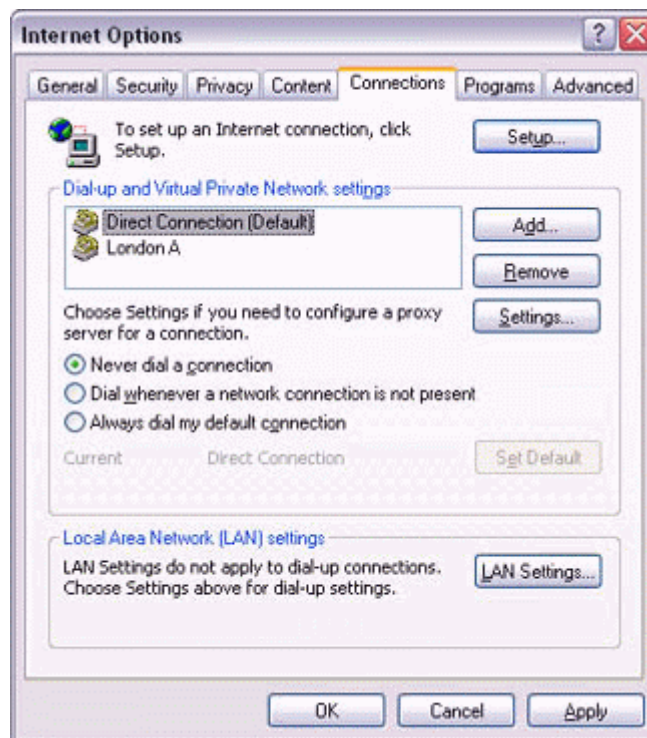 Internet Options
?
General Security Privacy Content Connections Programs Advanced
To set up an Internet connection, click
Setup.
Setup...
Dial-up and Virtual Private Network settings
Direct Connection (Default)
London A
Add...
Remove
Choose Settings if you need to configure a proxy
server for a connection.
Settings...
Never dial a connection
Dial whenever a network connection is not present
Always dial my default connection
Current Direct Connection Set Default
Local Area Network (LAN) settings
LAN Settings do not apply to dial-up connections.
Choose Settings above for dial-up settings.
LAN Settings...
OK Cancel Apply